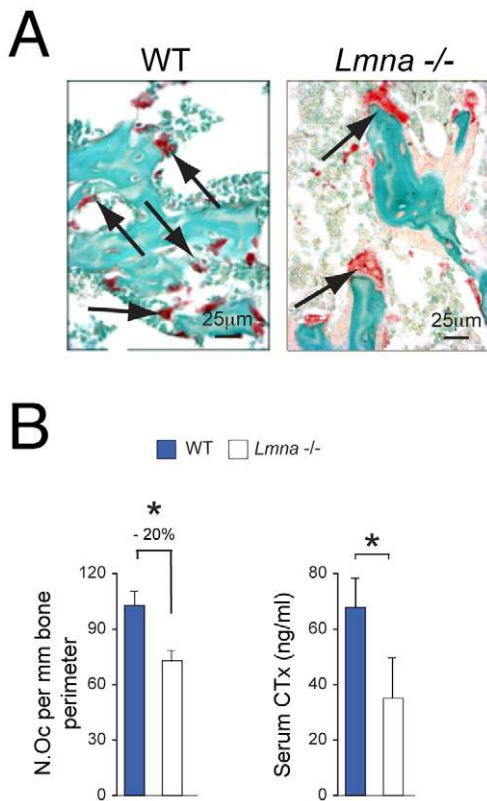 A
WT
Lmna -/-
25µm
25µm
B
WT
Lmna -/-
*
- 20%
N.Oc per mm bone
perimeter
120
90
60
30
0
*
Serum CTx (ng/ml)
80
60
40
20
0